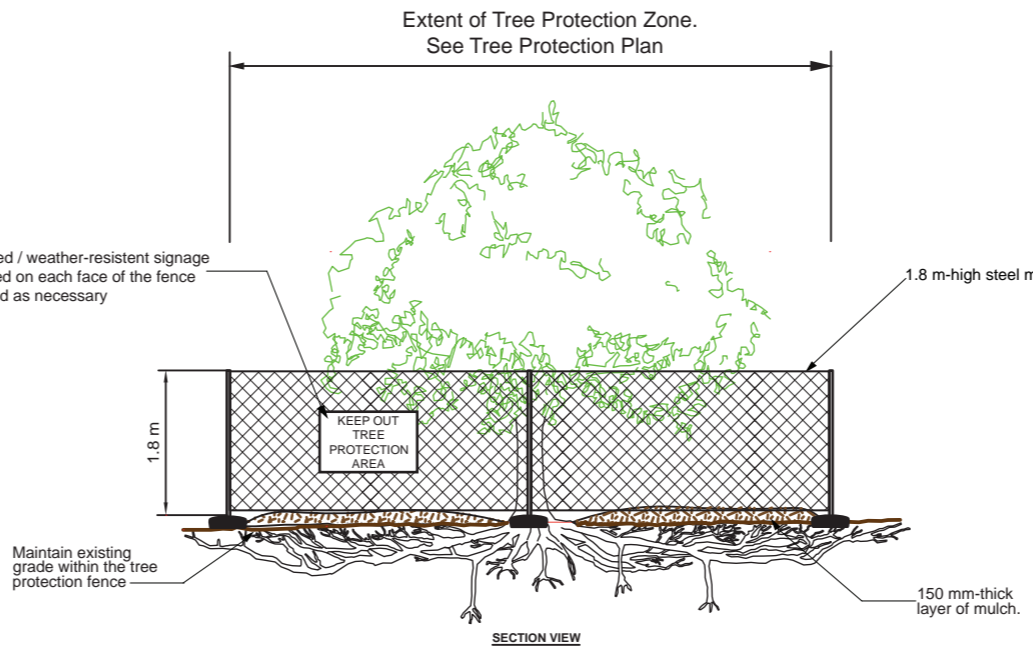 Extent of Tree Protection Zone.
See Tree Protection Plan
ed / weather-resistent signage
ed on each face of the fence
d as necessary
1.8 m-high steel m
1.8 m
KEEP OUT
TREE
PROTECTION
AREA
Maintain existing
grade within the tree
protection fence
150 mm-thick
layer of mulch.
SECTION VIEW